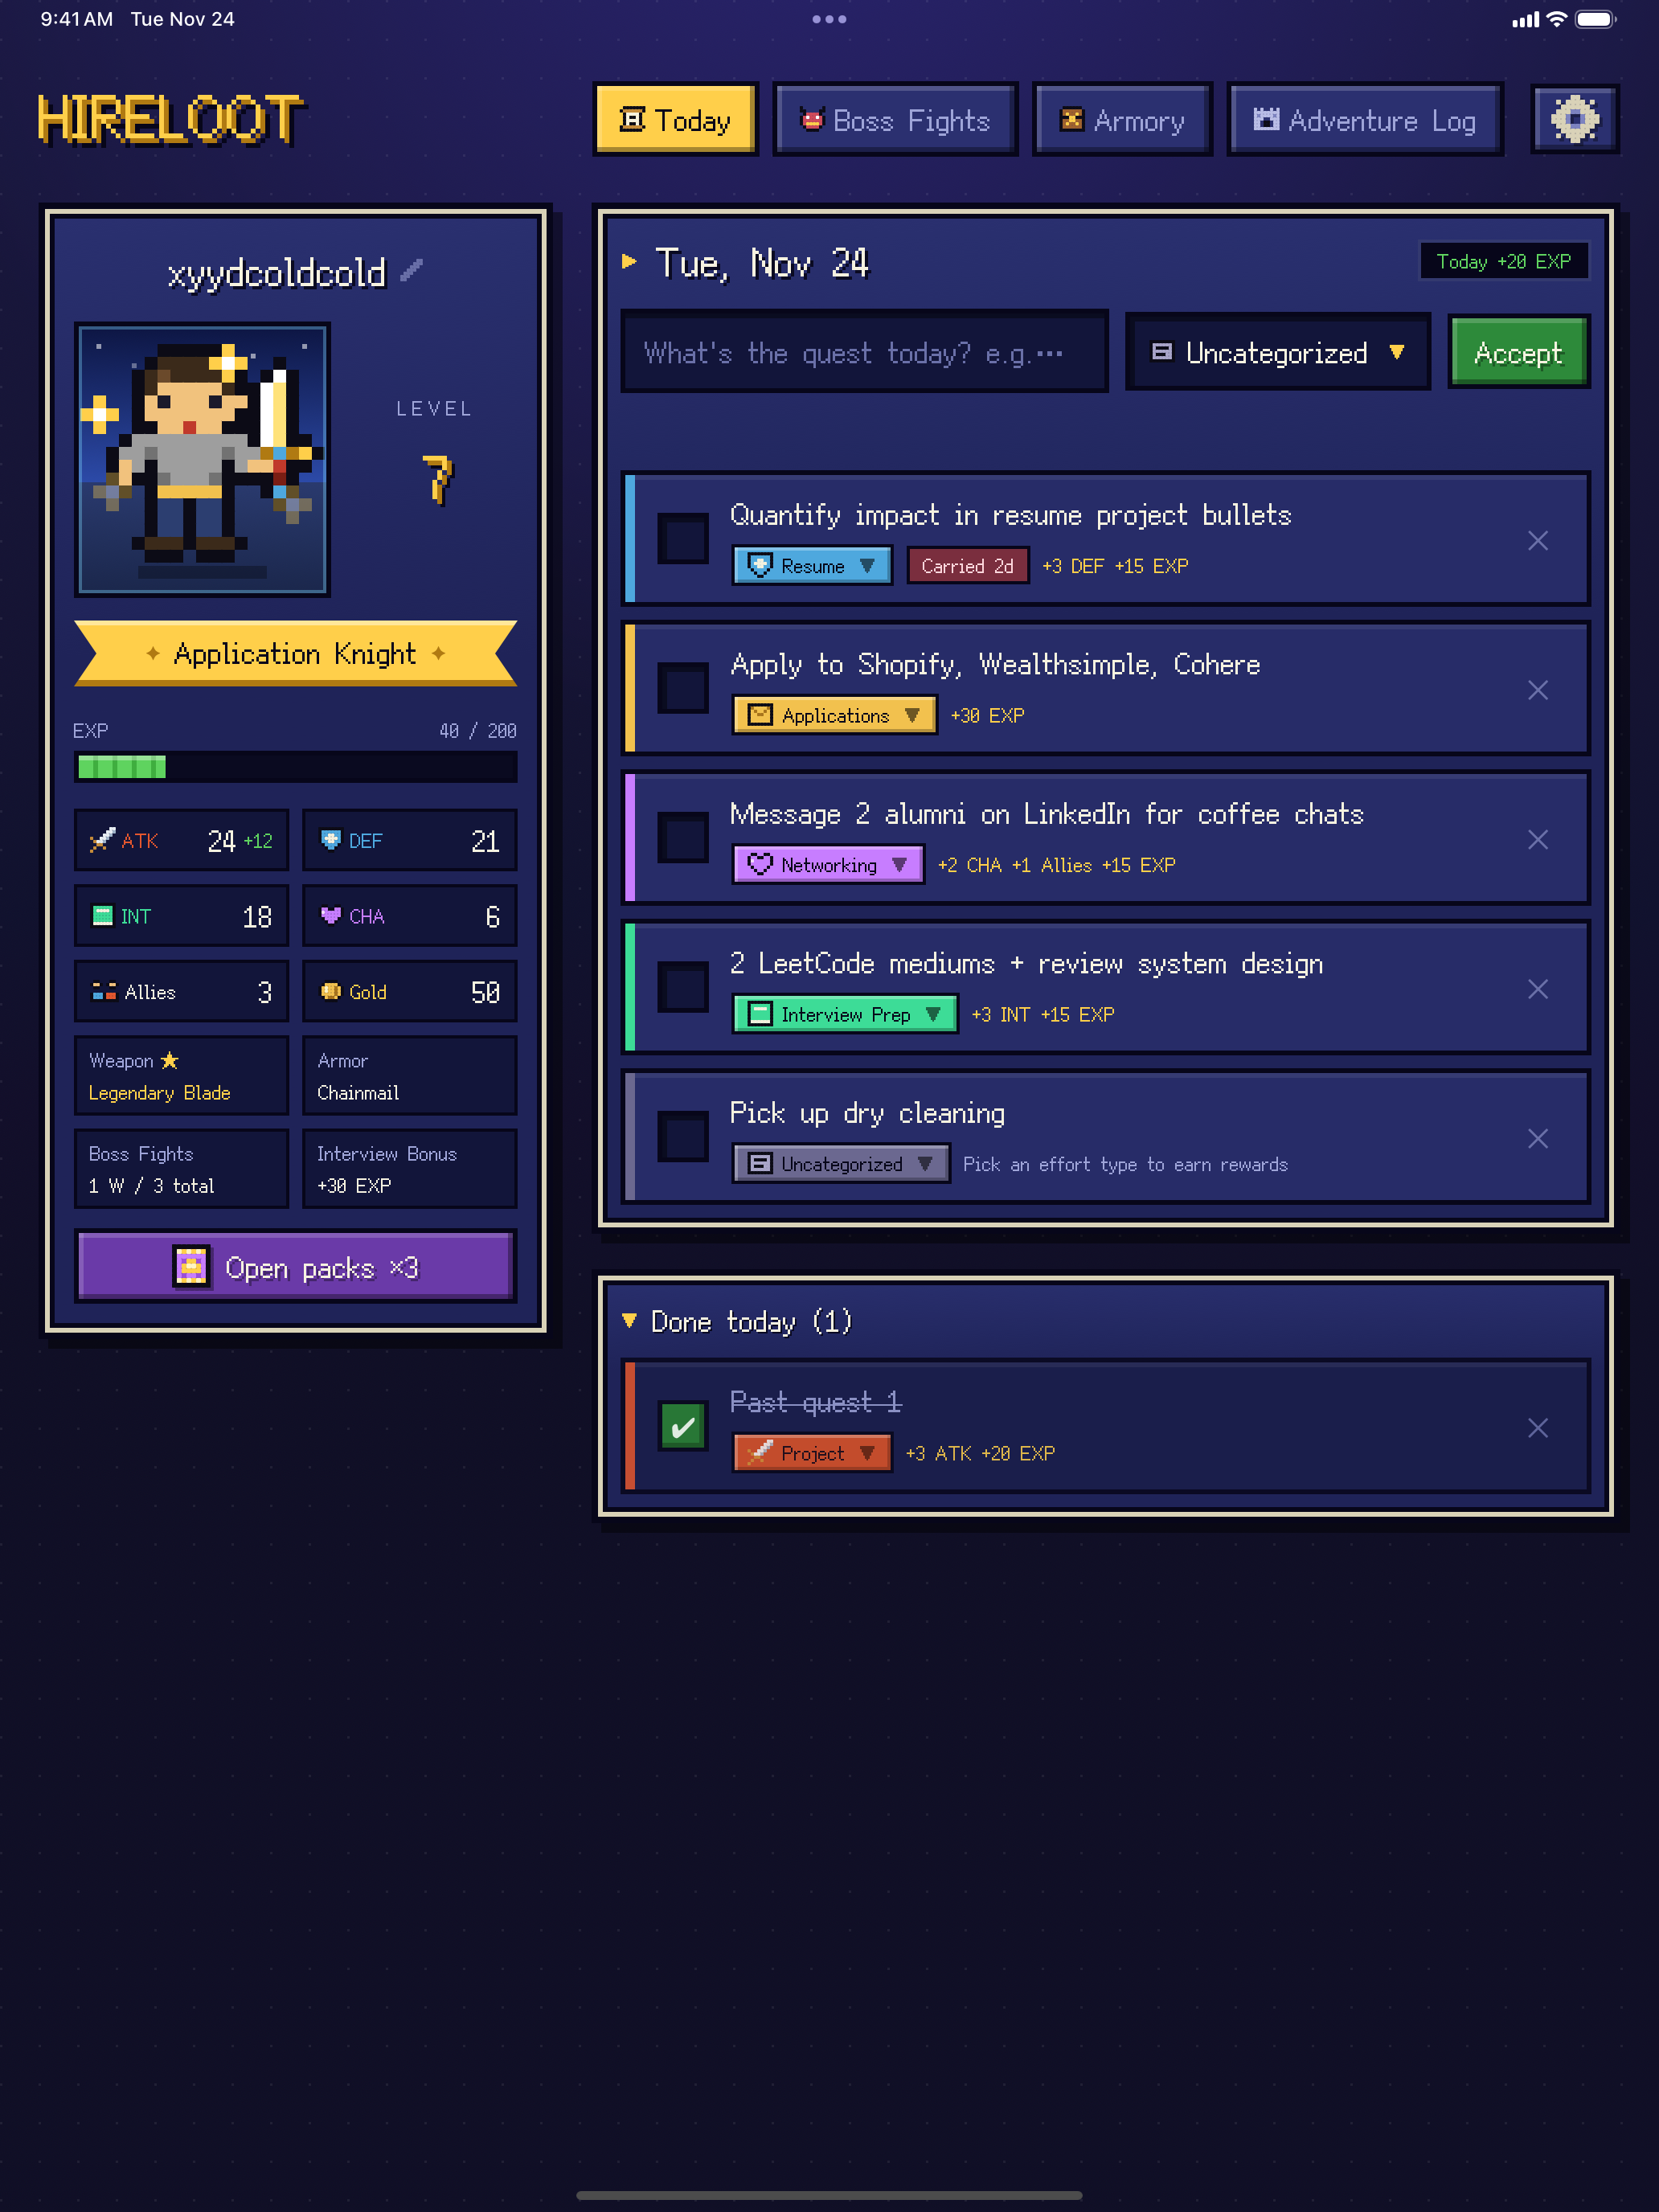 9:41 AM Tue Nov 24
HIRELOOT
Today
Boss Fights
Armory
Adventure Log
xyydcoldcold
LEVEL
7
Application Knight
EXP 40 / 200
ATK 24 +12
DEF 21
INT 18
CHA 6
Allies 3
Gold 50
Weapon
Legendary Blade
Armor
Chainmail
Boss Fights
1 W / 3 total
Interview Bonus
+30 EXP
Open packs ×3
Tue, Nov 24
Today +20 EXP
What's the quest today? e.g.…
Uncategorized
Accept
Quantify impact in resume project bullets
Resume Carried 2d +3 DEF +15 EXP
Apply to Shopify, Wealthsimple, Cohere
Applications +30 EXP
Message 2 alumni on LinkedIn for coffee chats
Networking +2 CHA +1 Allies +15 EXP
2 LeetCode mediums + review system design
Interview Prep +3 INT +15 EXP
Pick up dry cleaning
Uncategorized Pick an effort type to earn rewards
Done today (1)
Past quest 1
Project +3 ATK +20 EXP